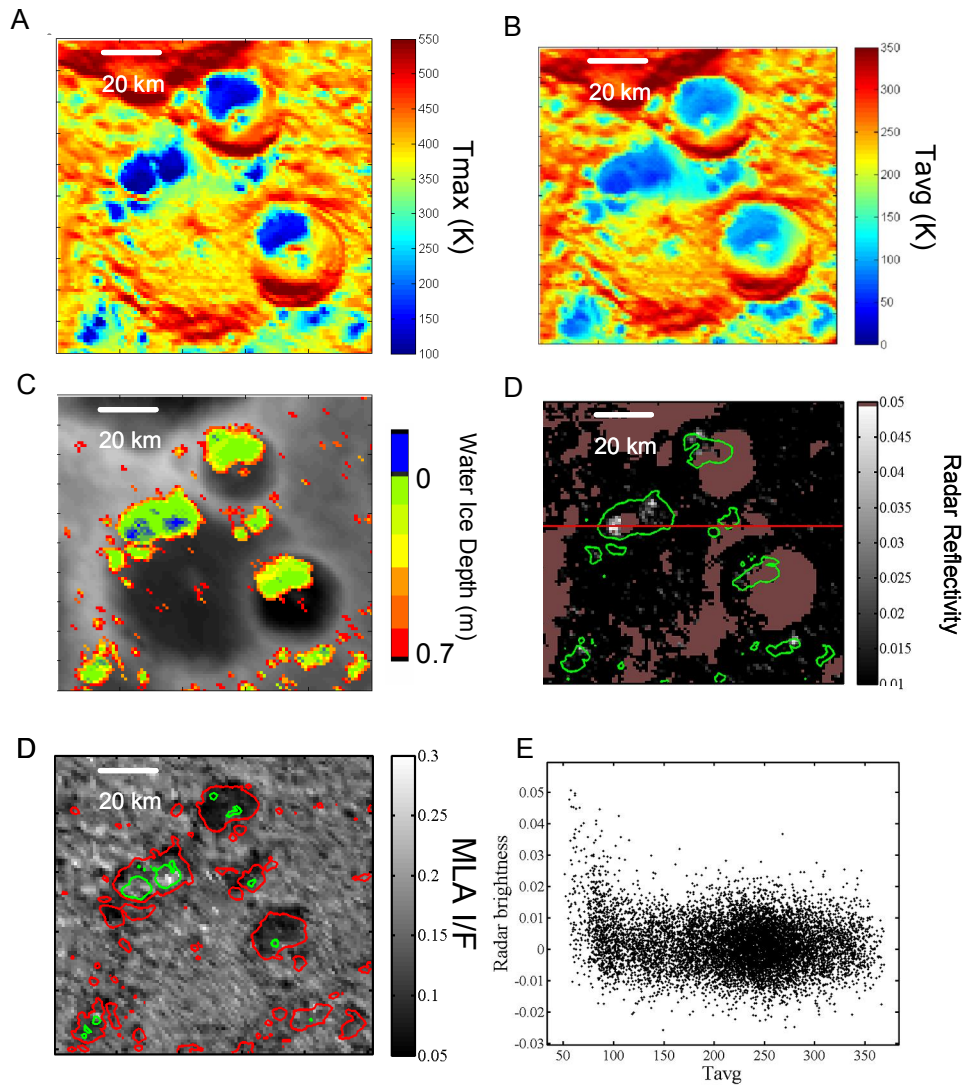 A
20 km
550
500
450
400
350
300
250
200
150
100
Tmax (K)
B
20 km
350
300
250
200
150
100
50
0
Tavg (K)
C
20 km
0
0.7
Water Ice Depth (m)
D
20 km
0.05
0.045
0.04
0.035
0.03
0.025
0.02
0.015
0.01
Radar Reflectivity
D
20 km
0.3
0.2
0.1
0.05
MLA I/F
E
0.05
0.04
0.03
0.02
0.01
0
-0.01
-0.02
-0.03
Radar brightness
50 100 150 200 250 300 350
Tavg